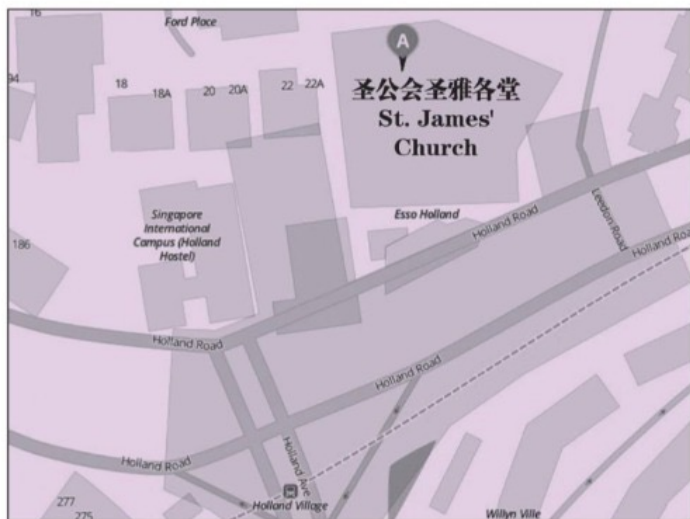 16
Ford Place
A
94
18
18A
20
20A
22
22A
圣公会圣雅各堂
St. James'
Church
Leedon Road
Esso Holland
Holland Road
Singapore
International
Campus (Holland
Hostel)
186
Holland Road
Holland Road
Holland Road
Holland Ave
Holland Road
Holland Village
277
275
Willyn Ville